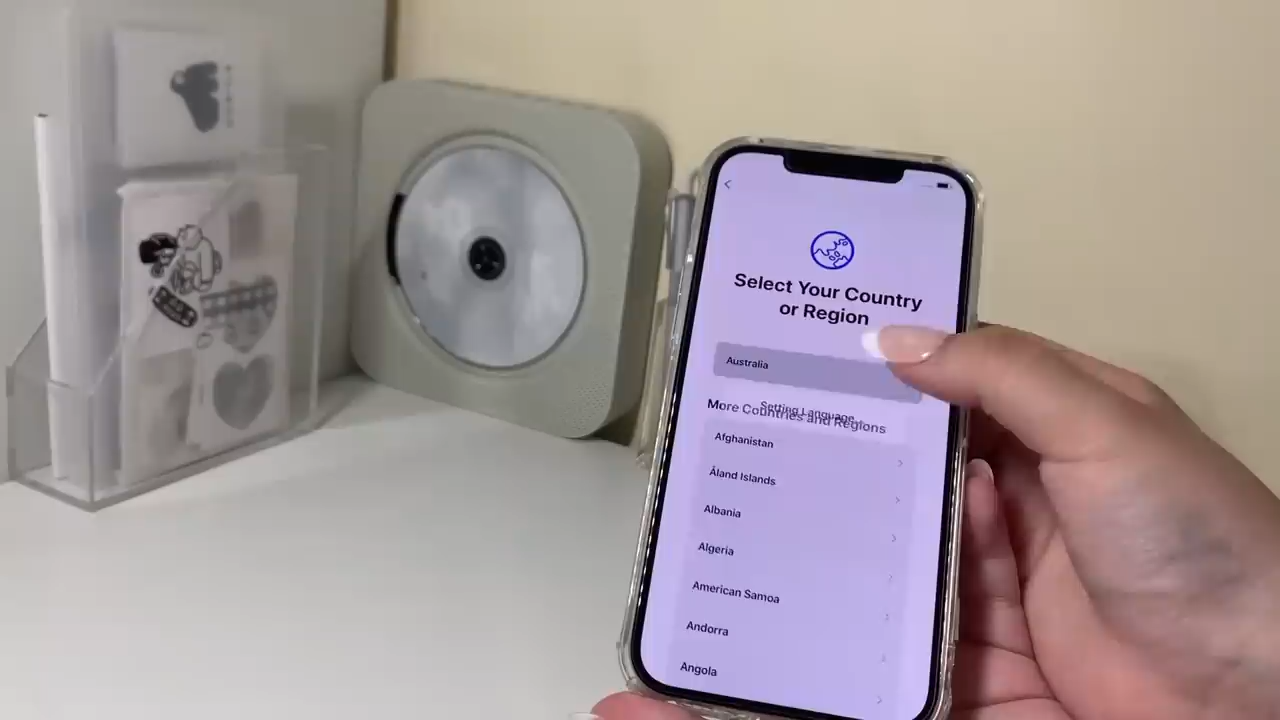 Select Your Country
or Region
Australia
Setting Language...
More Countries and Regions
Afghanistan
Åland Islands
Albania
Algeria
American Samoa
Andorra
Angola